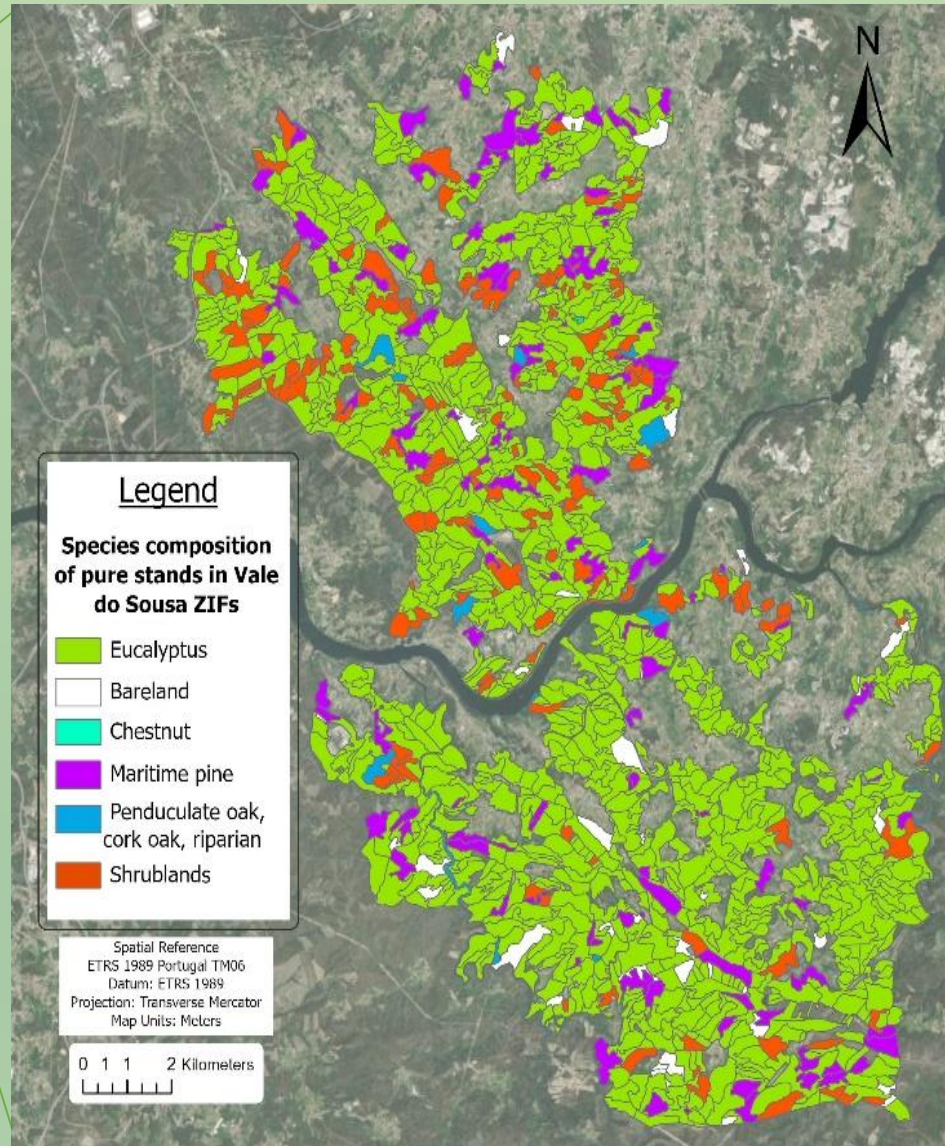 N
Legend
Species composition
of pure stands in Vale
do Sousa ZIFs
Eucalyptus
Bareland
Chestnut
Maritime pine
Penduculate oak,
cork oak, riparian
Shrublands
Spatial Reference
ETRS 1989 Portugal TM06
Datum: ETRS 1989
Projection: Transverse Mercator
Map Units: Meters
0 1 1 2 Kilometers